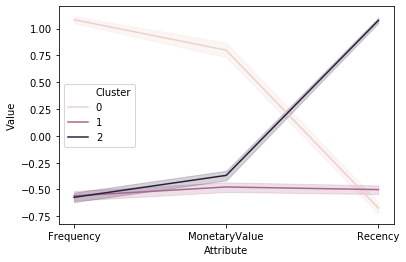 1.00
0.75
0.50
0.25
0.00
−0.25
−0.50
−0.75
Value
Cluster
0
1
2
Frequency
MonetaryValue
Recency
Attribute